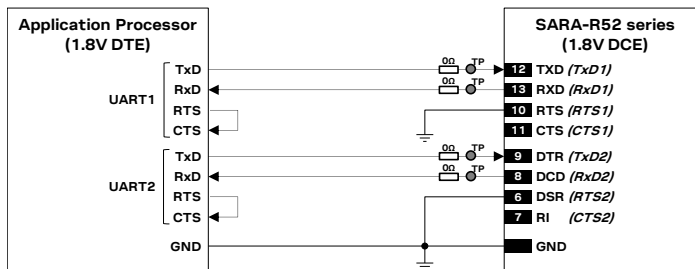 Application Processor SARA-R52 series
(1.8V DTE) (1.8V DCE)
0Ω TP
TxD 12 TXD (TxD1)
0Ω TP
RxD 13 RXD (RxD1)
UART1
RTS 10 RTS (RTS1)
CTS 11 CTS (CTS1)
0Ω TP
TxD 9 DTR (TxD2)
0Ω TP
RxD 8 DCD (RxD2)
UART2
RTS 6 DSR (RTS2)
CTS 7 RI (CTS2)
GND GND